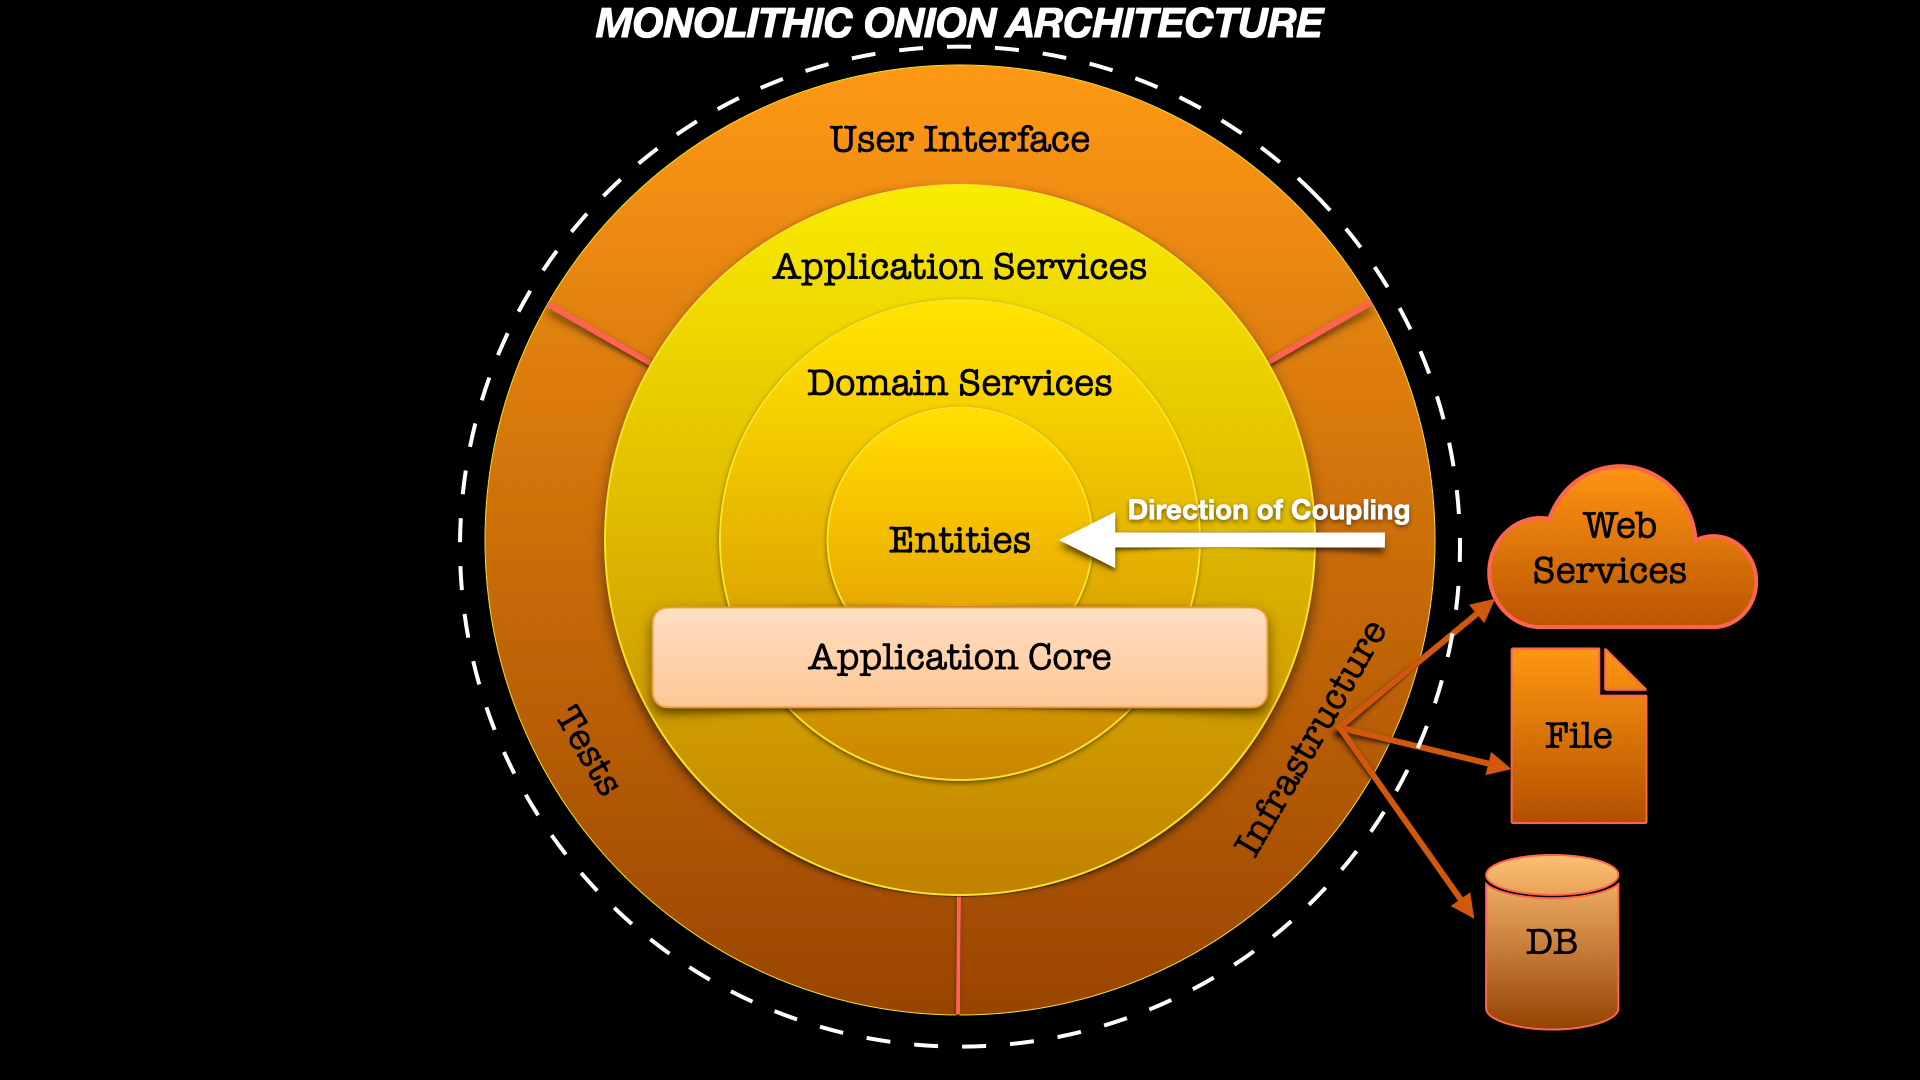 MONOLITHIC ONION ARCHITECTURE
User Interface
Application Services
Domain Services
Direction of Coupling
Entities
Application Core
Tests
Infrastructure
Web
Services
File
DB